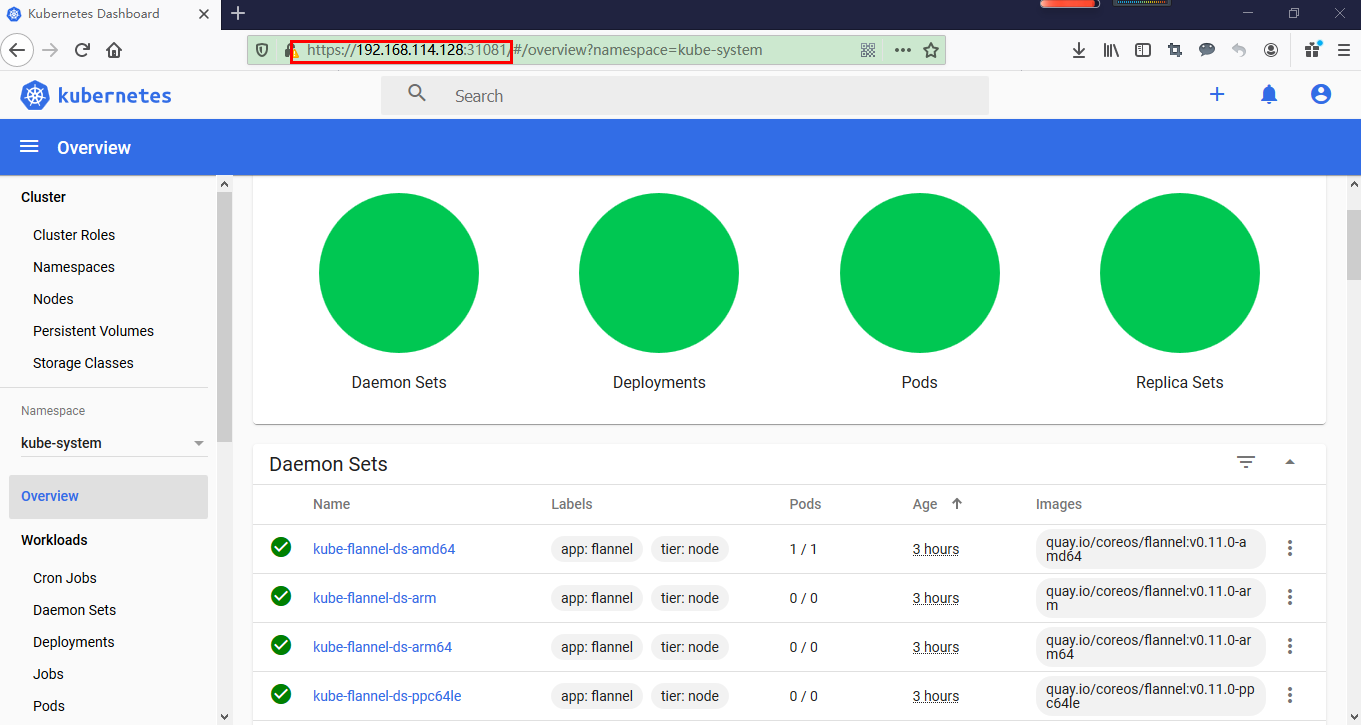 Kubernetes Dashboard
https://192.168.114.128:31081/#/overview?namespace=kube-system
kubernetes
Search
Overview
Cluster
Cluster Roles
Namespaces
Nodes
Persistent Volumes
Storage Classes
Namespace
kube-system
Overview
Workloads
Cron Jobs
Daemon Sets
Deployments
Jobs
Pods
Daemon Sets Deployments Pods Replica Sets
Daemon Sets
Name Labels Pods Age Images
kube-flannel-ds-amd64 app: flannel tier: node 1 / 1 3 hours quay.io/coreos/flannel:v0.11.0-a
md64
kube-flannel-ds-arm app: flannel tier: node 0 / 0 3 hours quay.io/coreos/flannel:v0.11.0-ar
m
kube-flannel-ds-arm64 app: flannel tier: node 0 / 0 3 hours quay.io/coreos/flannel:v0.11.0-ar
m64
kube-flannel-ds-ppc64le app: flannel tier: node 0 / 0 3 hours quay.io/coreos/flannel:v0.11.0-pp
c64le